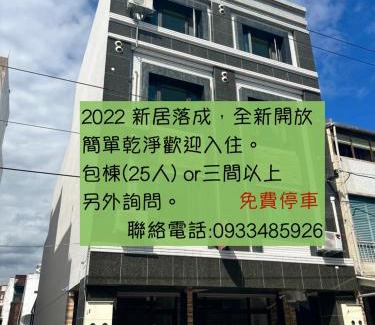 2022 新居落成，全新開放
簡單乾淨歡迎入住。
包棟(25人) or三間以上
另外詢問。 免費停車
聯絡電話:0933485926